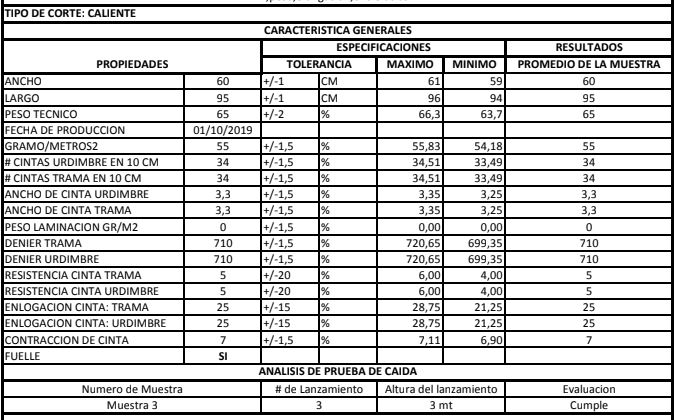 TIPO DE CORTE: CALIENTE
CARACTERISTICA GENERALES
ESPECIFICACIONES RESULTADOS
PROPIEDADES TOLERANCIA MAXIMO MINIMO PROMEDIO DE LA MUESTRA
ANCHO 60 +/-1 CM 61 59 60
LARGO 95 +/-1 CM 96 94 95
PESO TECNICO 65 +/-2 % 66,3 63,7 65
FECHA DE PRODUCCION 01/10/2019
GRAMO/METROS2 55 +/-1,5 % 55,83 54,18 55
# CINTAS URDIMBRE EN 10 CM 34 +/-1,5 % 34,51 33,49 34
# CINTAS TRAMA EN 10 CM 34 +/-1,5 % 34,51 33,49 34
ANCHO DE CINTA URDIMBRE 3,3 +/-1,5 % 3,35 3,25 3,3
ANCHO DE CINTA TRAMA 3,3 +/-1,5 % 3,35 3,25 3,3
PESO LAMINACION GR/M2 0 +/-1,5 % 0,00 0,00 0
DENIER TRAMA 710 +/-1,5 % 720,65 699,35 710
DENIER URDIMBRE 710 +/-1,5 % 720,65 699,35 710
RESISTENCIA CINTA TRAMA 5 +/-20 % 6,00 4,00 5
RESISTENCIA CINTA URDIMBRE 5 +/-20 % 6,00 4,00 5
ENLOGACION CINTA: TRAMA 25 +/-15 % 28,75 21,25 25
ENLOGACION CINTA: URDIMBRE 25 +/-15 % 28,75 21,25 25
CONTRACCION DE CINTA 7 +/-1,5 % 7,11 6,90 7
FUELLE SI
ANALISIS DE PRUEBA DE CAIDA
Numero de Muestra # de Lanzamiento Altura del lanzamiento Evaluacion
Muestra 3 3 3 mt Cumple